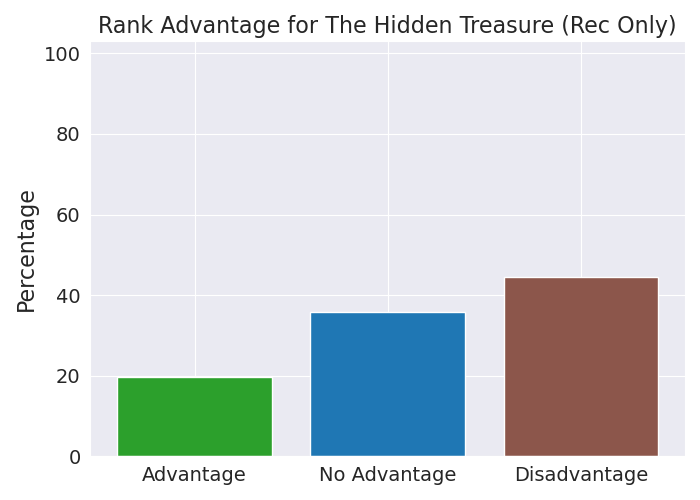 Rank Advantage for The Hidden Treasure (Rec Only)
100
80
60
40
20
0
Percentage
Advantage
No Advantage
Disadvantage